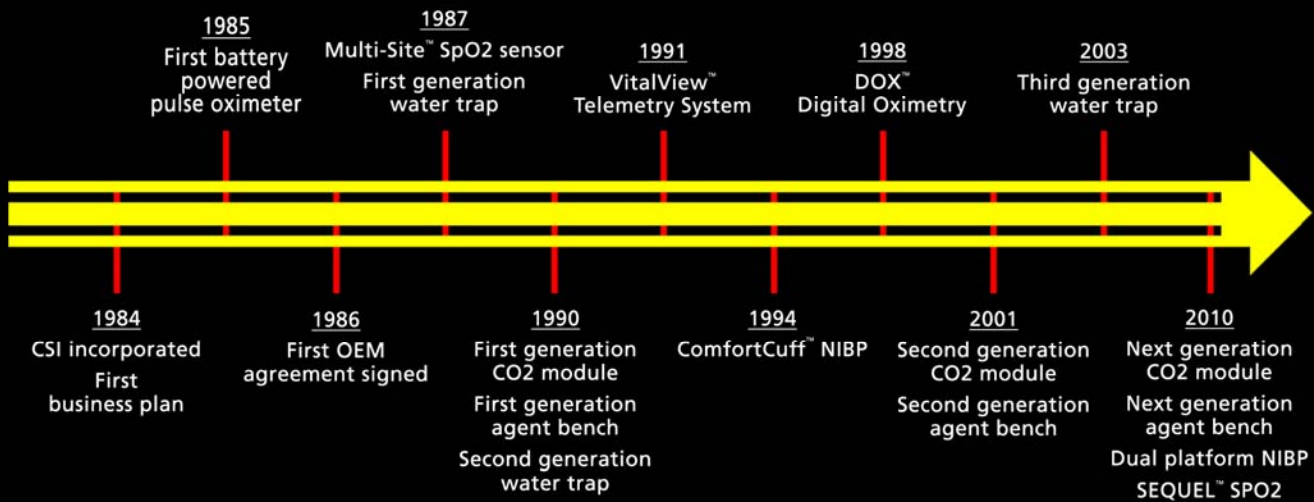 1985
First battery
powered
pulse oximeter
1987
Multi-Site™ SpO2 sensor
First generation
water trap
1991
VitalView™
Telemetry System
1998
DOX™
Digital Oximetry
2003
Third generation
water trap
1984
CSI incorporated
First
business plan
1986
First OEM
agreement signed
1990
First generation
CO2 module
First generation
agent bench
Second generation
water trap
1994
ComfortCuff™ NIBP
2001
Second generation
CO2 module
Second generation
agent bench
2010
Next generation
CO2 module
Next generation
agent bench
Dual platform NIBP
SEQUEL™ SPO2